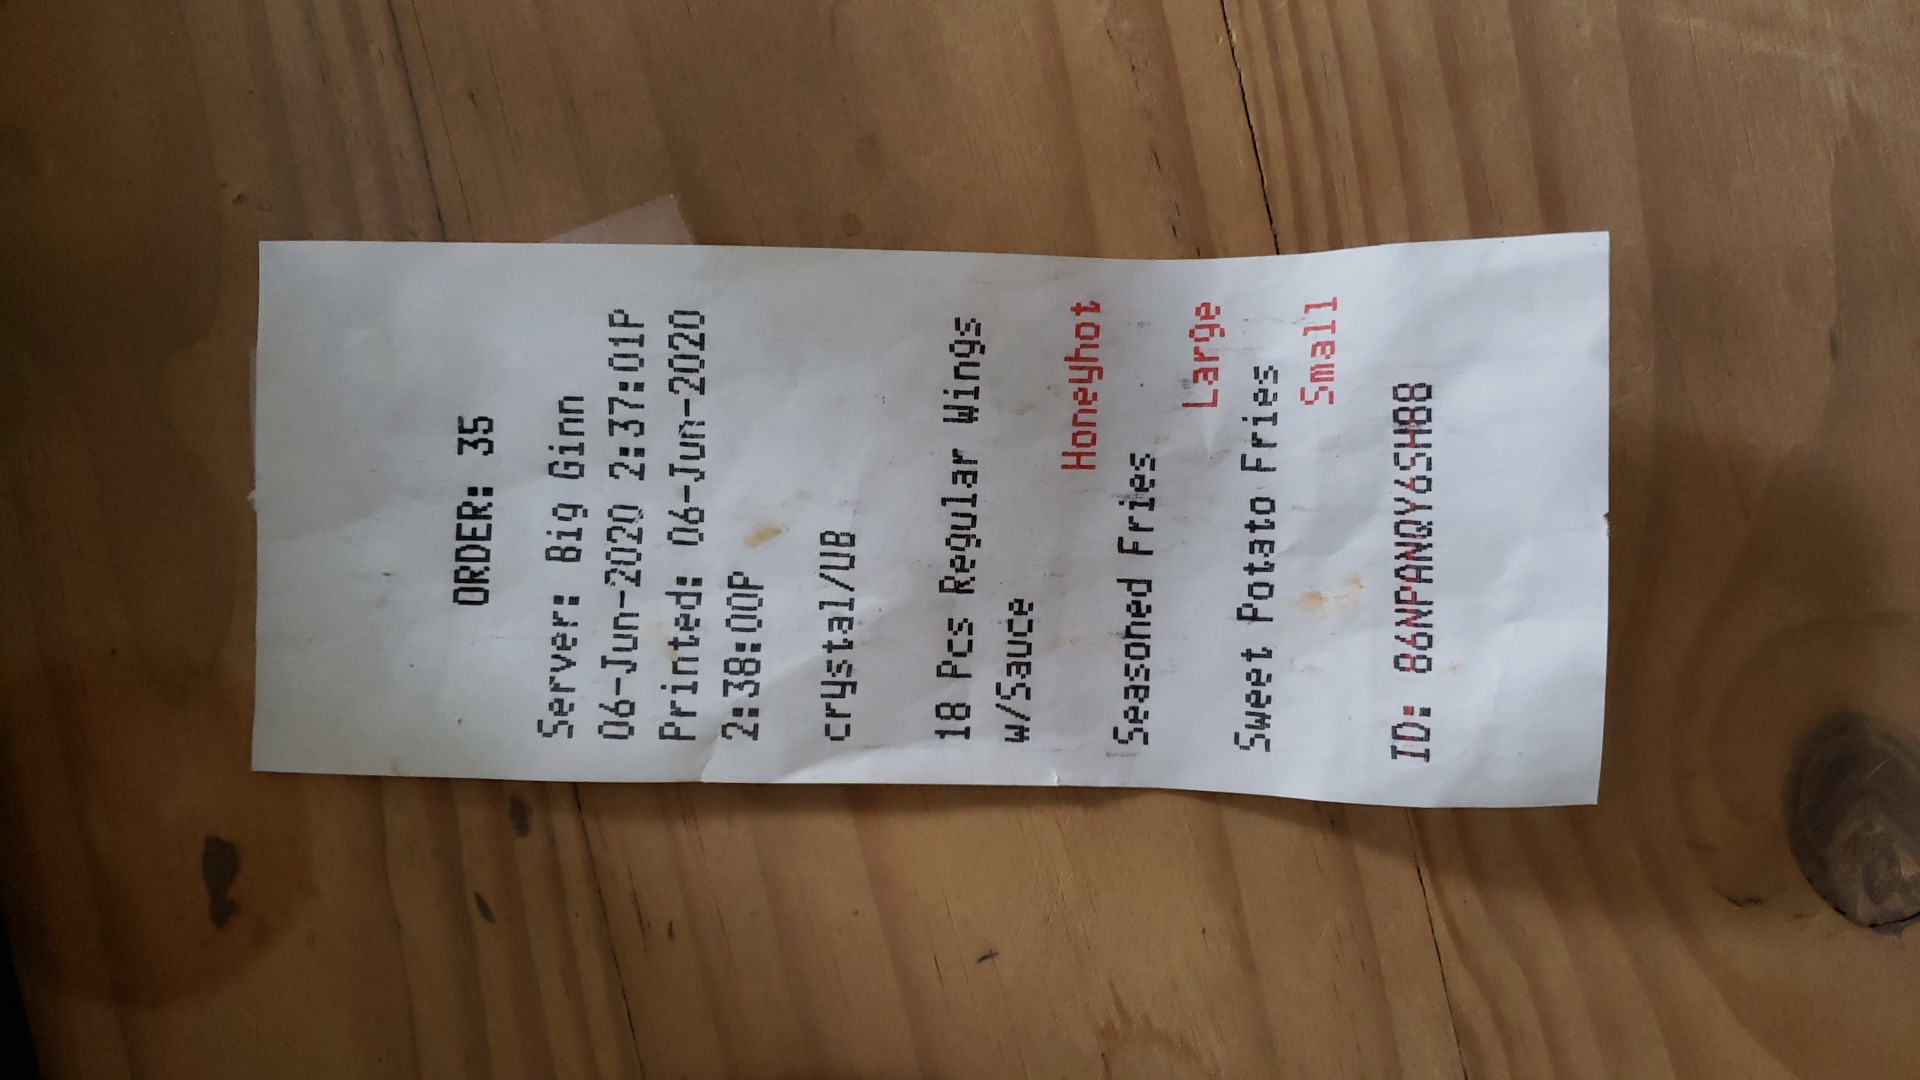 ORDER: 35
Server: Big Ginn
06-Jun-2020 2:37:01P
Printed: 06-Jun-2020
2:38:00P
crystal/UB
18 Pcs Regular Wings
w/Sauce
Honeyhot
Seasoned Fries
Large
Sweet Potato Fries
Small
ID: 86NPANQY6SH88